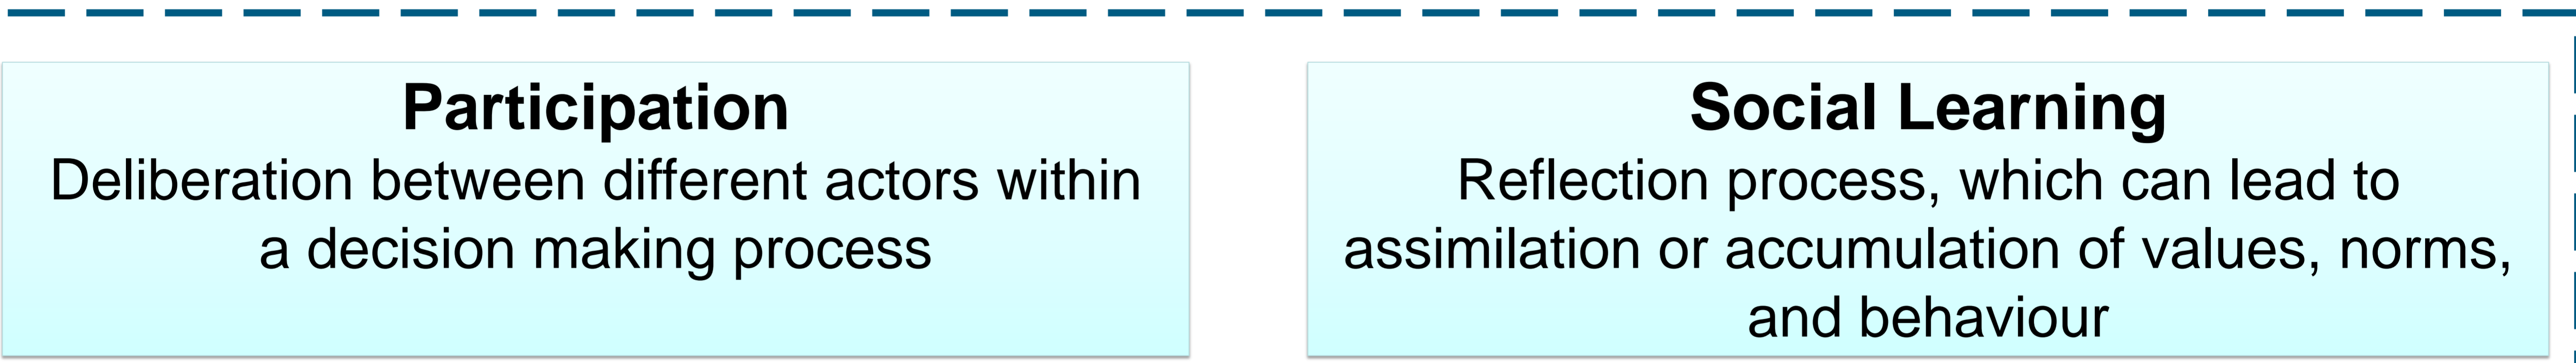 Participation
Deliberation between different actors within
a decision making process
Social Learning
Reflection process, which can lead to
assimilation or accumulation of values, norms,
and behaviour